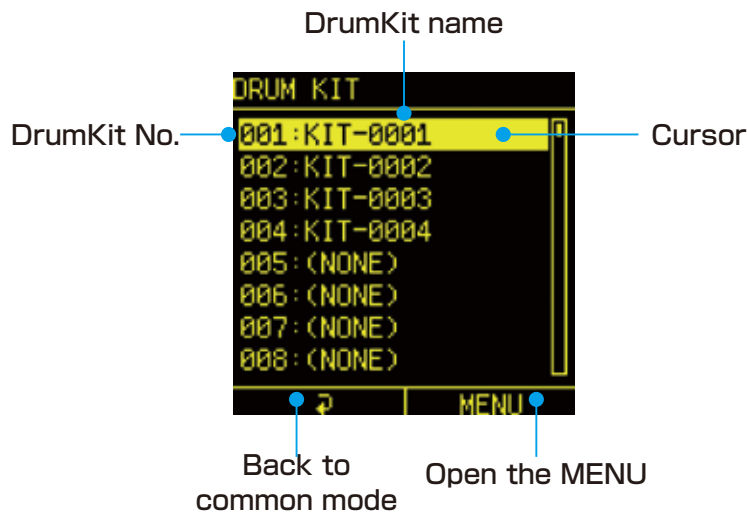 DrumKit name
DRUM KIT
DrumKit No.
001:KIT-0001
Cursor
002:KIT-0002
003:KIT-0003
004:KIT-0004
005:(NONE)
006:(NONE)
007:(NONE)
008:(NONE)
MENU
Back to
common mode
Open the MENU